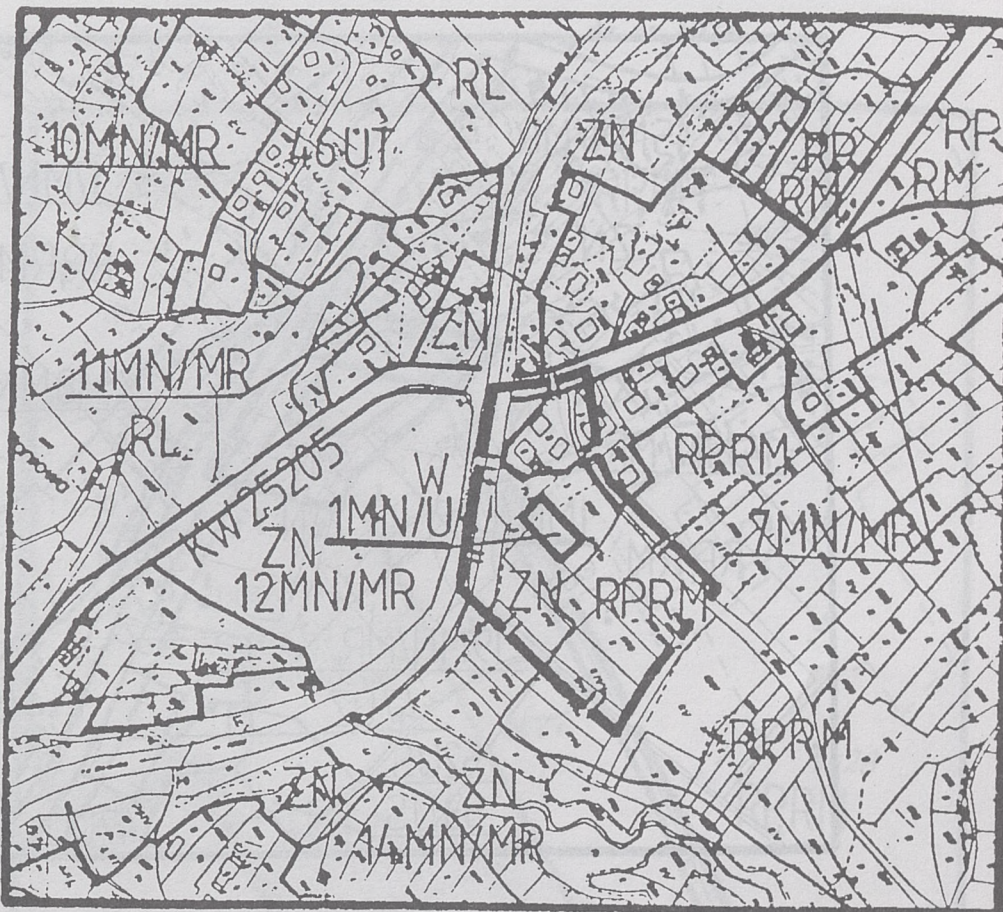 RL
10MN/MR
46UT
ZN
RP
RM
RP
RM
ZN
11MN/MR
RL
KW 25205
W
1MN/U
ZN
12MN/MR
RPRM
7MN/MR
ZN
RPRM
RPRM
ZN
ZN
14MN/MR